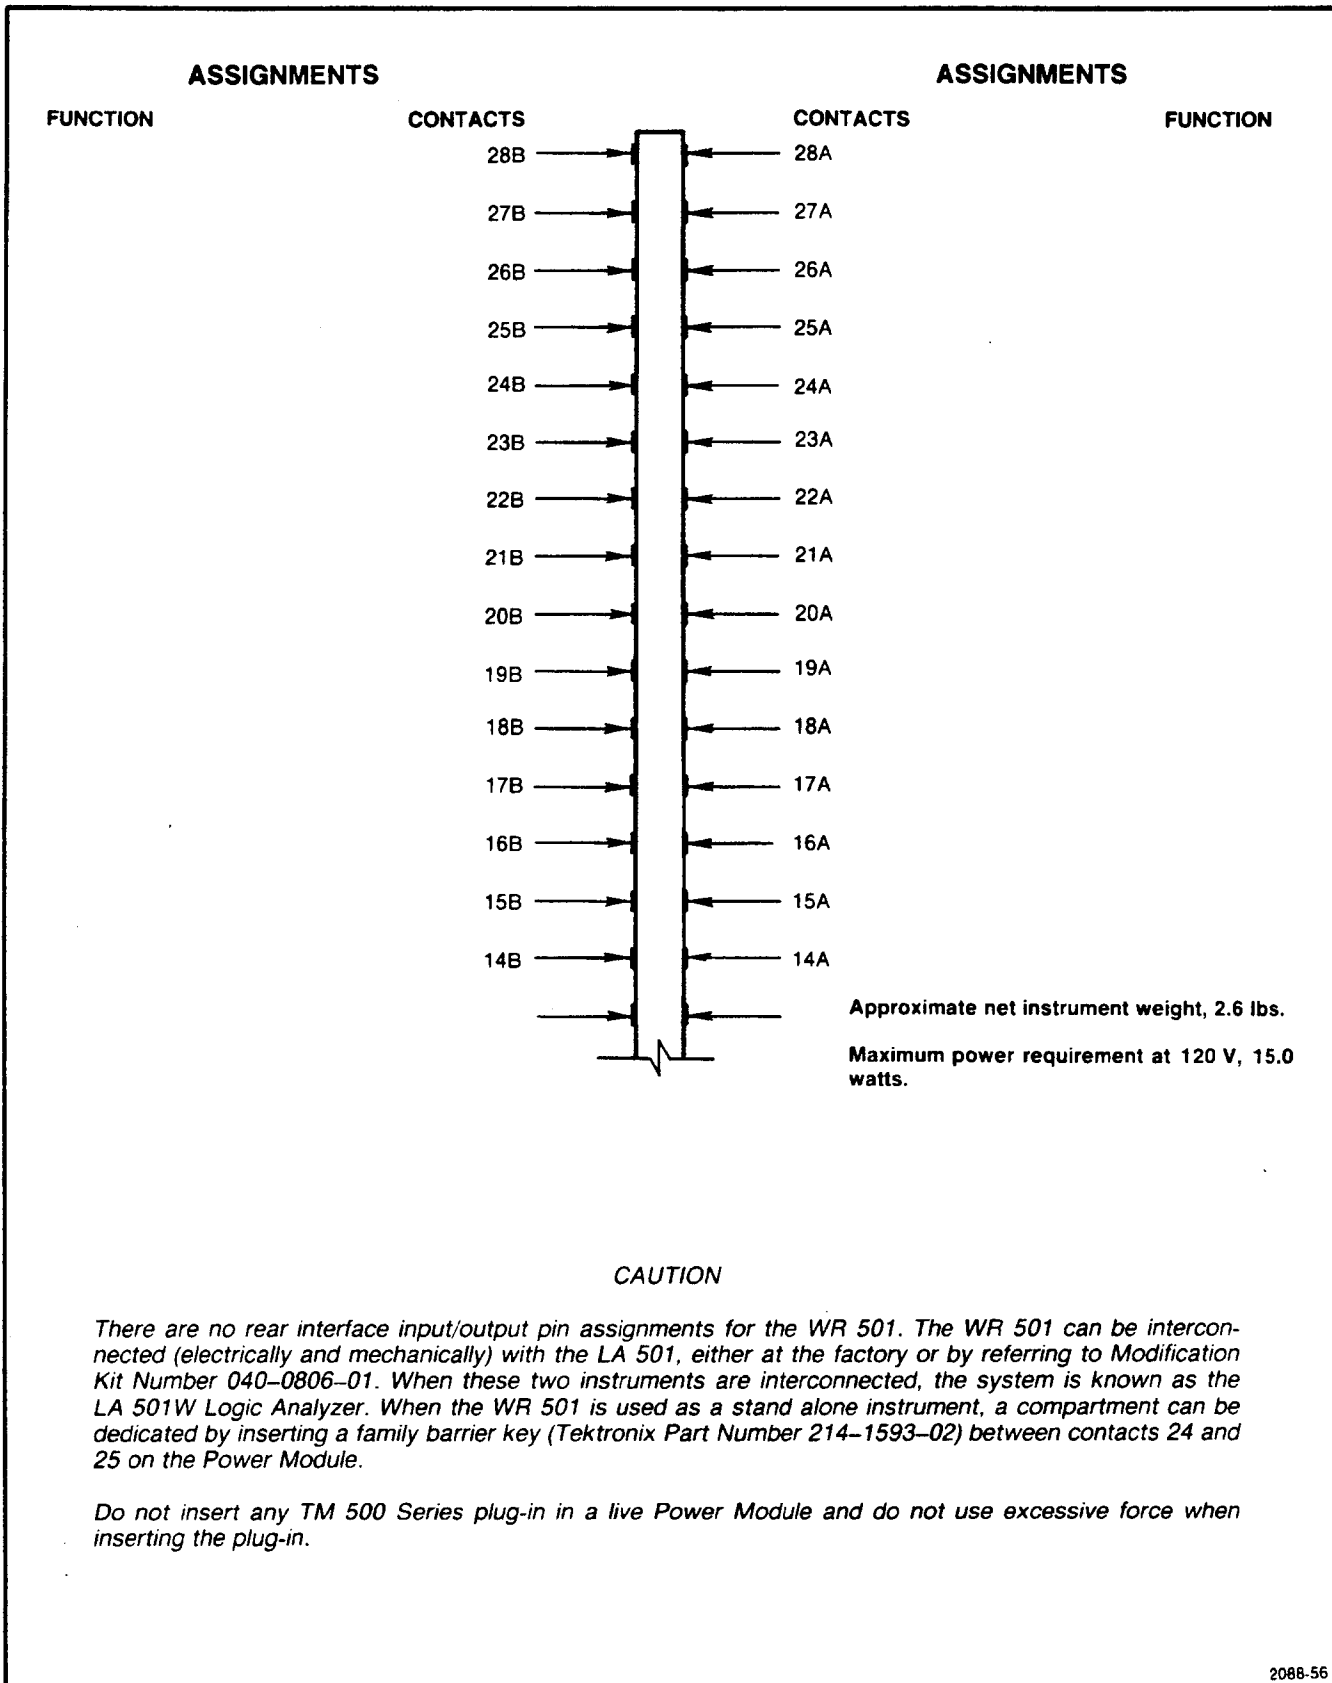 ASSIGNMENTS ASSIGNMENTS
FUNCTION CONTACTS CONTACTS FUNCTION
28B 28A
27B 27A
26B 26A
25B 25A
24B 24A
23B 23A
22B 22A
21B 21A
20B 20A
19B 19A
18B 18A
17B 17A
16B 16A
15B 15A
14B 14A
Approximate net instrument weight, 2.6 lbs.
Maximum power requirement at 120 V, 15.0
watts.
CAUTION
There are no rear interface input/output pin assignments for the WR 501. The WR 501 can be intercon-
nected (electrically and mechanically) with the LA 501, either at the factory or by referring to Modification
Kit Number 040–0806–01. When these two instruments are interconnected, the system is known as the
LA 501W Logic Analyzer. When the WR 501 is used as a stand alone instrument, a compartment can be
dedicated by inserting a family barrier key (Tektronix Part Number 214–1593–02) between contacts 24 and
25 on the Power Module.
Do not insert any TM 500 Series plug-in in a live Power Module and do not use excessive force when
inserting the plug-in.
2088-56